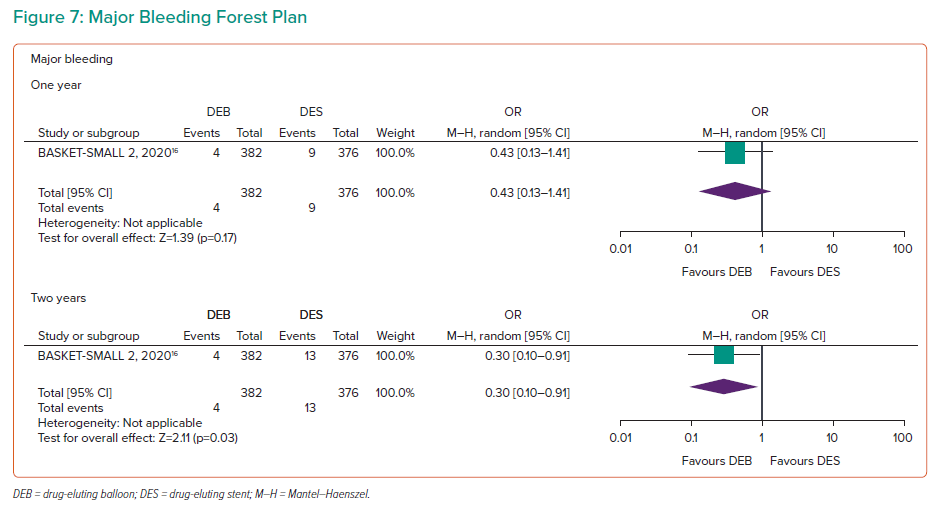 Figure 7: Major Bleeding Forest Plan
Major bleeding
One year
DEB DES OR OR
Study or subgroup Events Total Events Total Weight M–H, random [95% CI] M–H, random [95% CI]
BASKET-SMALL 2, 2020¹⁶ 4 382 9 376 100.0% 0.43 [0.13–1.41]
Total [95% CI] 382 376 100.0% 0.43 [0.13–1.41]
Total events 4 9
Heterogeneity: Not applicable
Test for overall effect: Z=1.39 (p=0.17)
0.01 0.1 1 10 100
Favours DEB Favours DES
Two years
DEB DES OR OR
Study or subgroup Events Total Events Total Weight M–H, random [95% CI] M–H, random [95% CI]
BASKET-SMALL 2, 2020¹⁶ 4 382 13 376 100.0% 0.30 [0.10–0.91]
Total [95% CI] 382 376 100.0% 0.30 [0.10–0.91]
Total events 4 13
Heterogeneity: Not applicable
Test for overall effect: Z=2.11 (p=0.03)
0.01 0.1 1 10 100
Favours DEB Favours DES
DEB = drug-eluting balloon; DES = drug-eluting stent; M–H = Mantel–Haenszel.